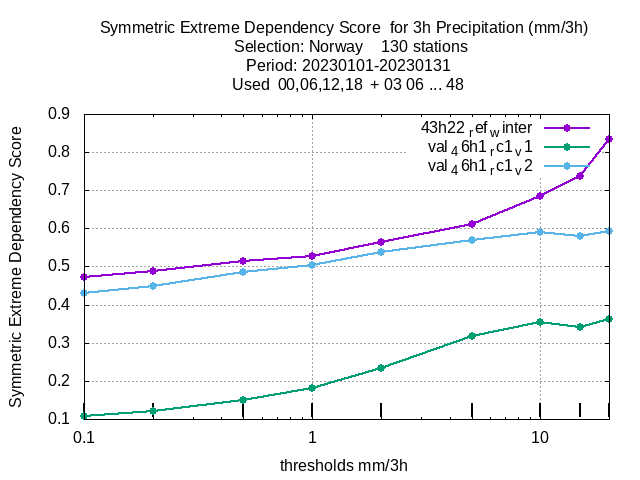 Symmetric Extreme Dependency Score  for 3h Precipitation (mm/3h)
Selection: Norway    130 stations
Period: 20230101-20230131
Used  00,06,12,18  + 03 06 ... 48
43h22_ref_winter
val_46h1_rc1_v1
val_46h1_rc1_v2
Symmetric Extreme Dependency Score
0.9
0.8
0.7
0.6
0.5
0.4
0.3
0.2
0.1
0.1 1 10
thresholds mm/3h